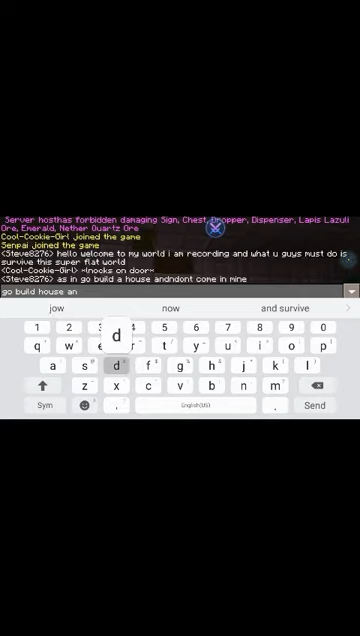 Server hosthas forbidden damaging Sign, Chest, Dropper, Dispenser, Lapis Lazuli
Ore, Emerald, Nether Quartz Ore
Cool-Cookie-Girl joined the game
Senpai joined the game
<Steve8276> hello welcome to my world i am recording and what u guys must do is
survive this super flat world
<Cool-Cookie-Girl> *lnocks on door*
<Steve8276> as in go build a house andndont come in mine
go build house an
jow now and survive
1 2 3 4 5 6 7 8 9 0
d
q w e r t y u i o p
a s d f g h j k l
z x c v b n m
Sym , English(US) . Send